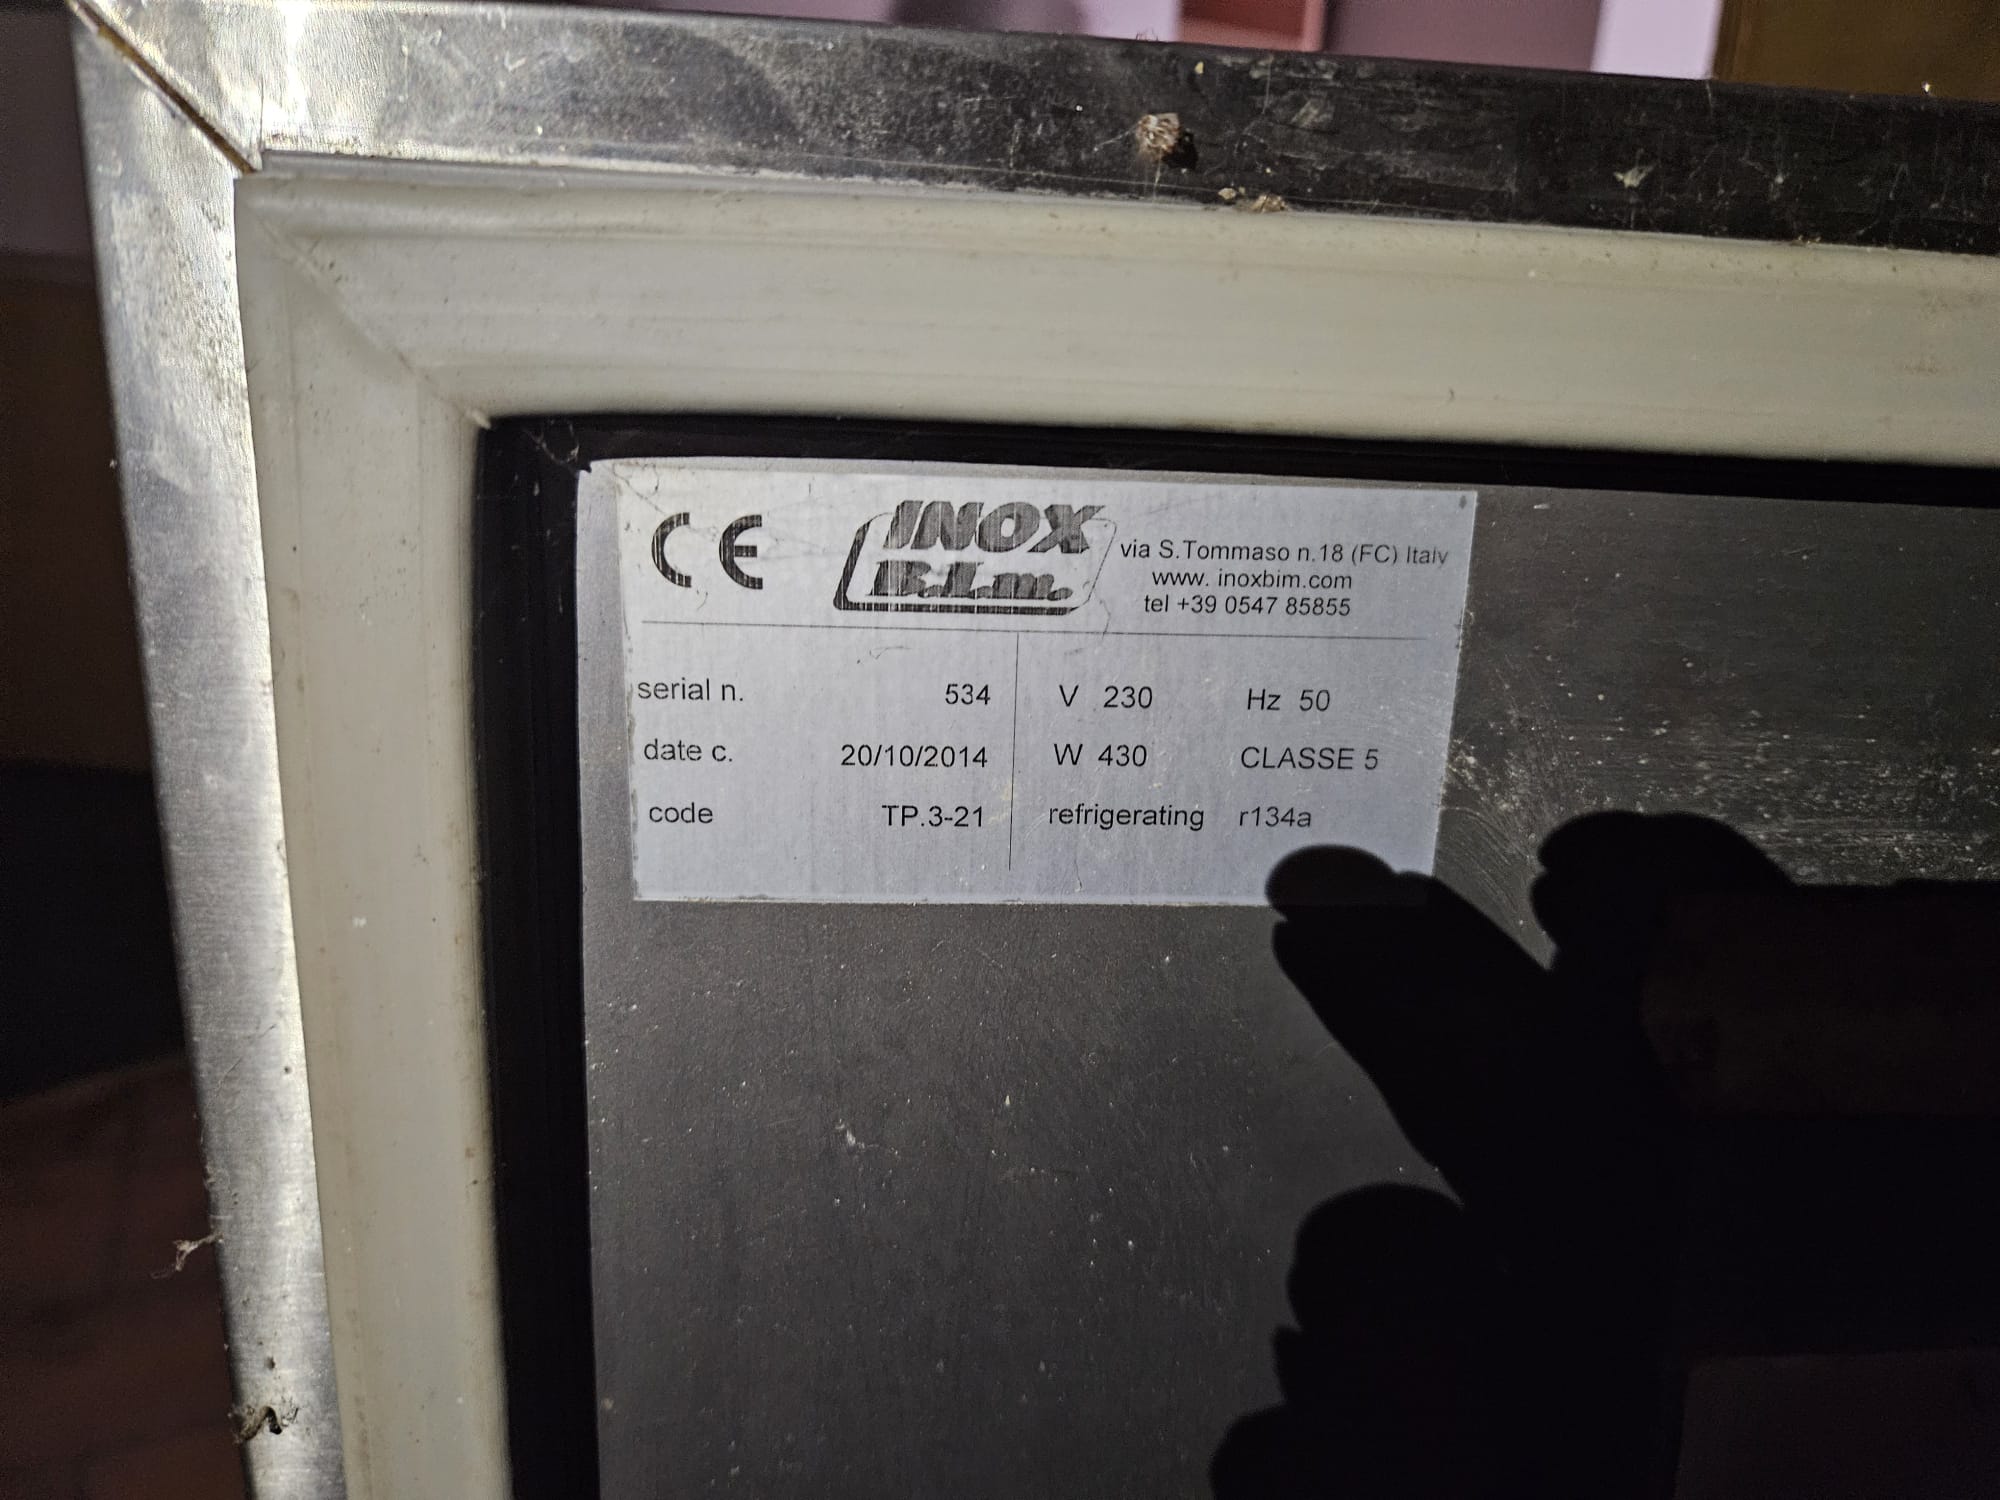 CE
INOX
B.I.m.
via S.Tommaso n.18 (FC) Italy
www. inoxbim.com
tel +39 0547 85855
serial n. 534 V 230 Hz 50
date c. 20/10/2014 W 430 CLASSE 5
code TP.3-21 refrigerating r134a